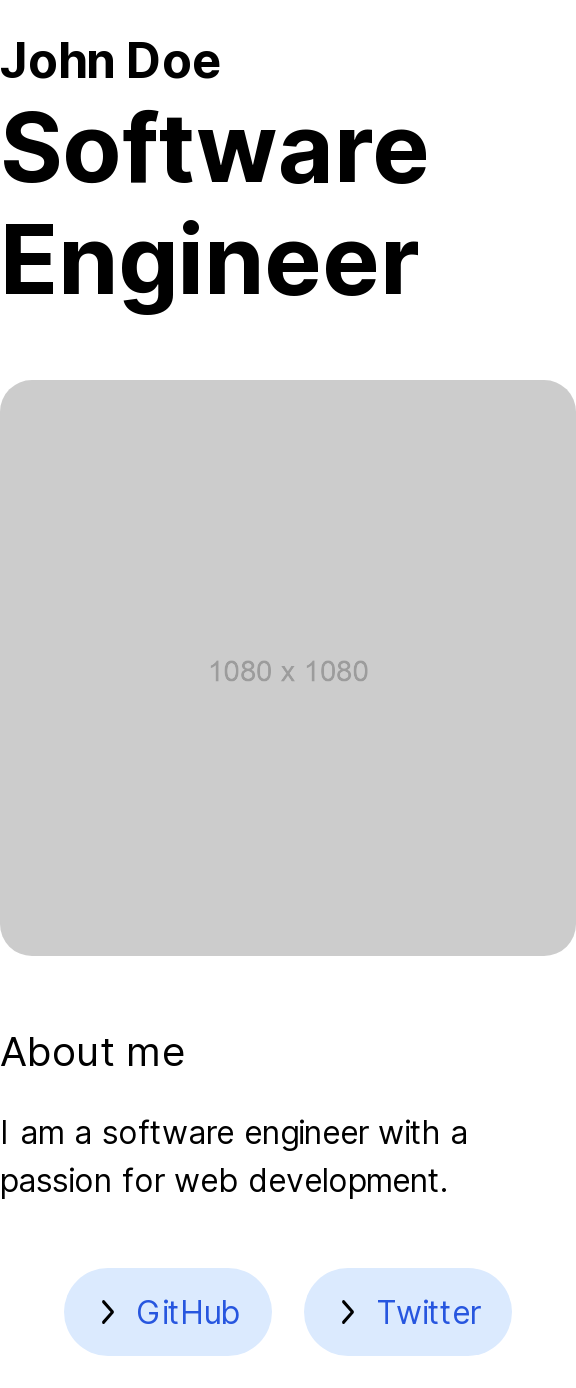 John Doe
Software
Engineer
1080 x 1080
About me
I am a software engineer with a
passion for web development.
GitHub
Twitter